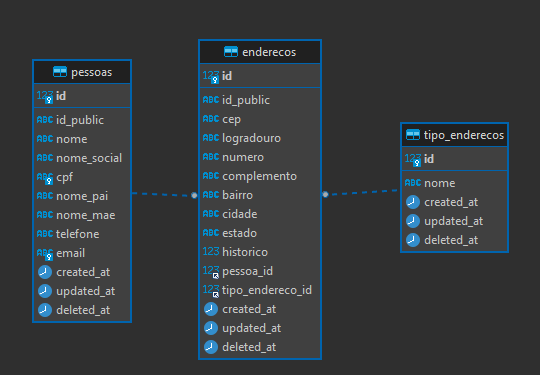 pessoas
123 id
ABC id_public
ABC nome
ABC nome_social
ABC cpf
ABC nome_pai
ABC nome_mae
ABC telefone
ABC email
created_at
updated_at
deleted_at
enderecos
123 id
ABC id_public
ABC cep
ABC logradouro
ABC numero
ABC complemento
ABC bairro
ABC cidade
ABC estado
123 historico
123 pessoa_id
123 tipo_endereco_id
created_at
updated_at
deleted_at
tipo_enderecos
123 id
ABC nome
created_at
updated_at
deleted_at